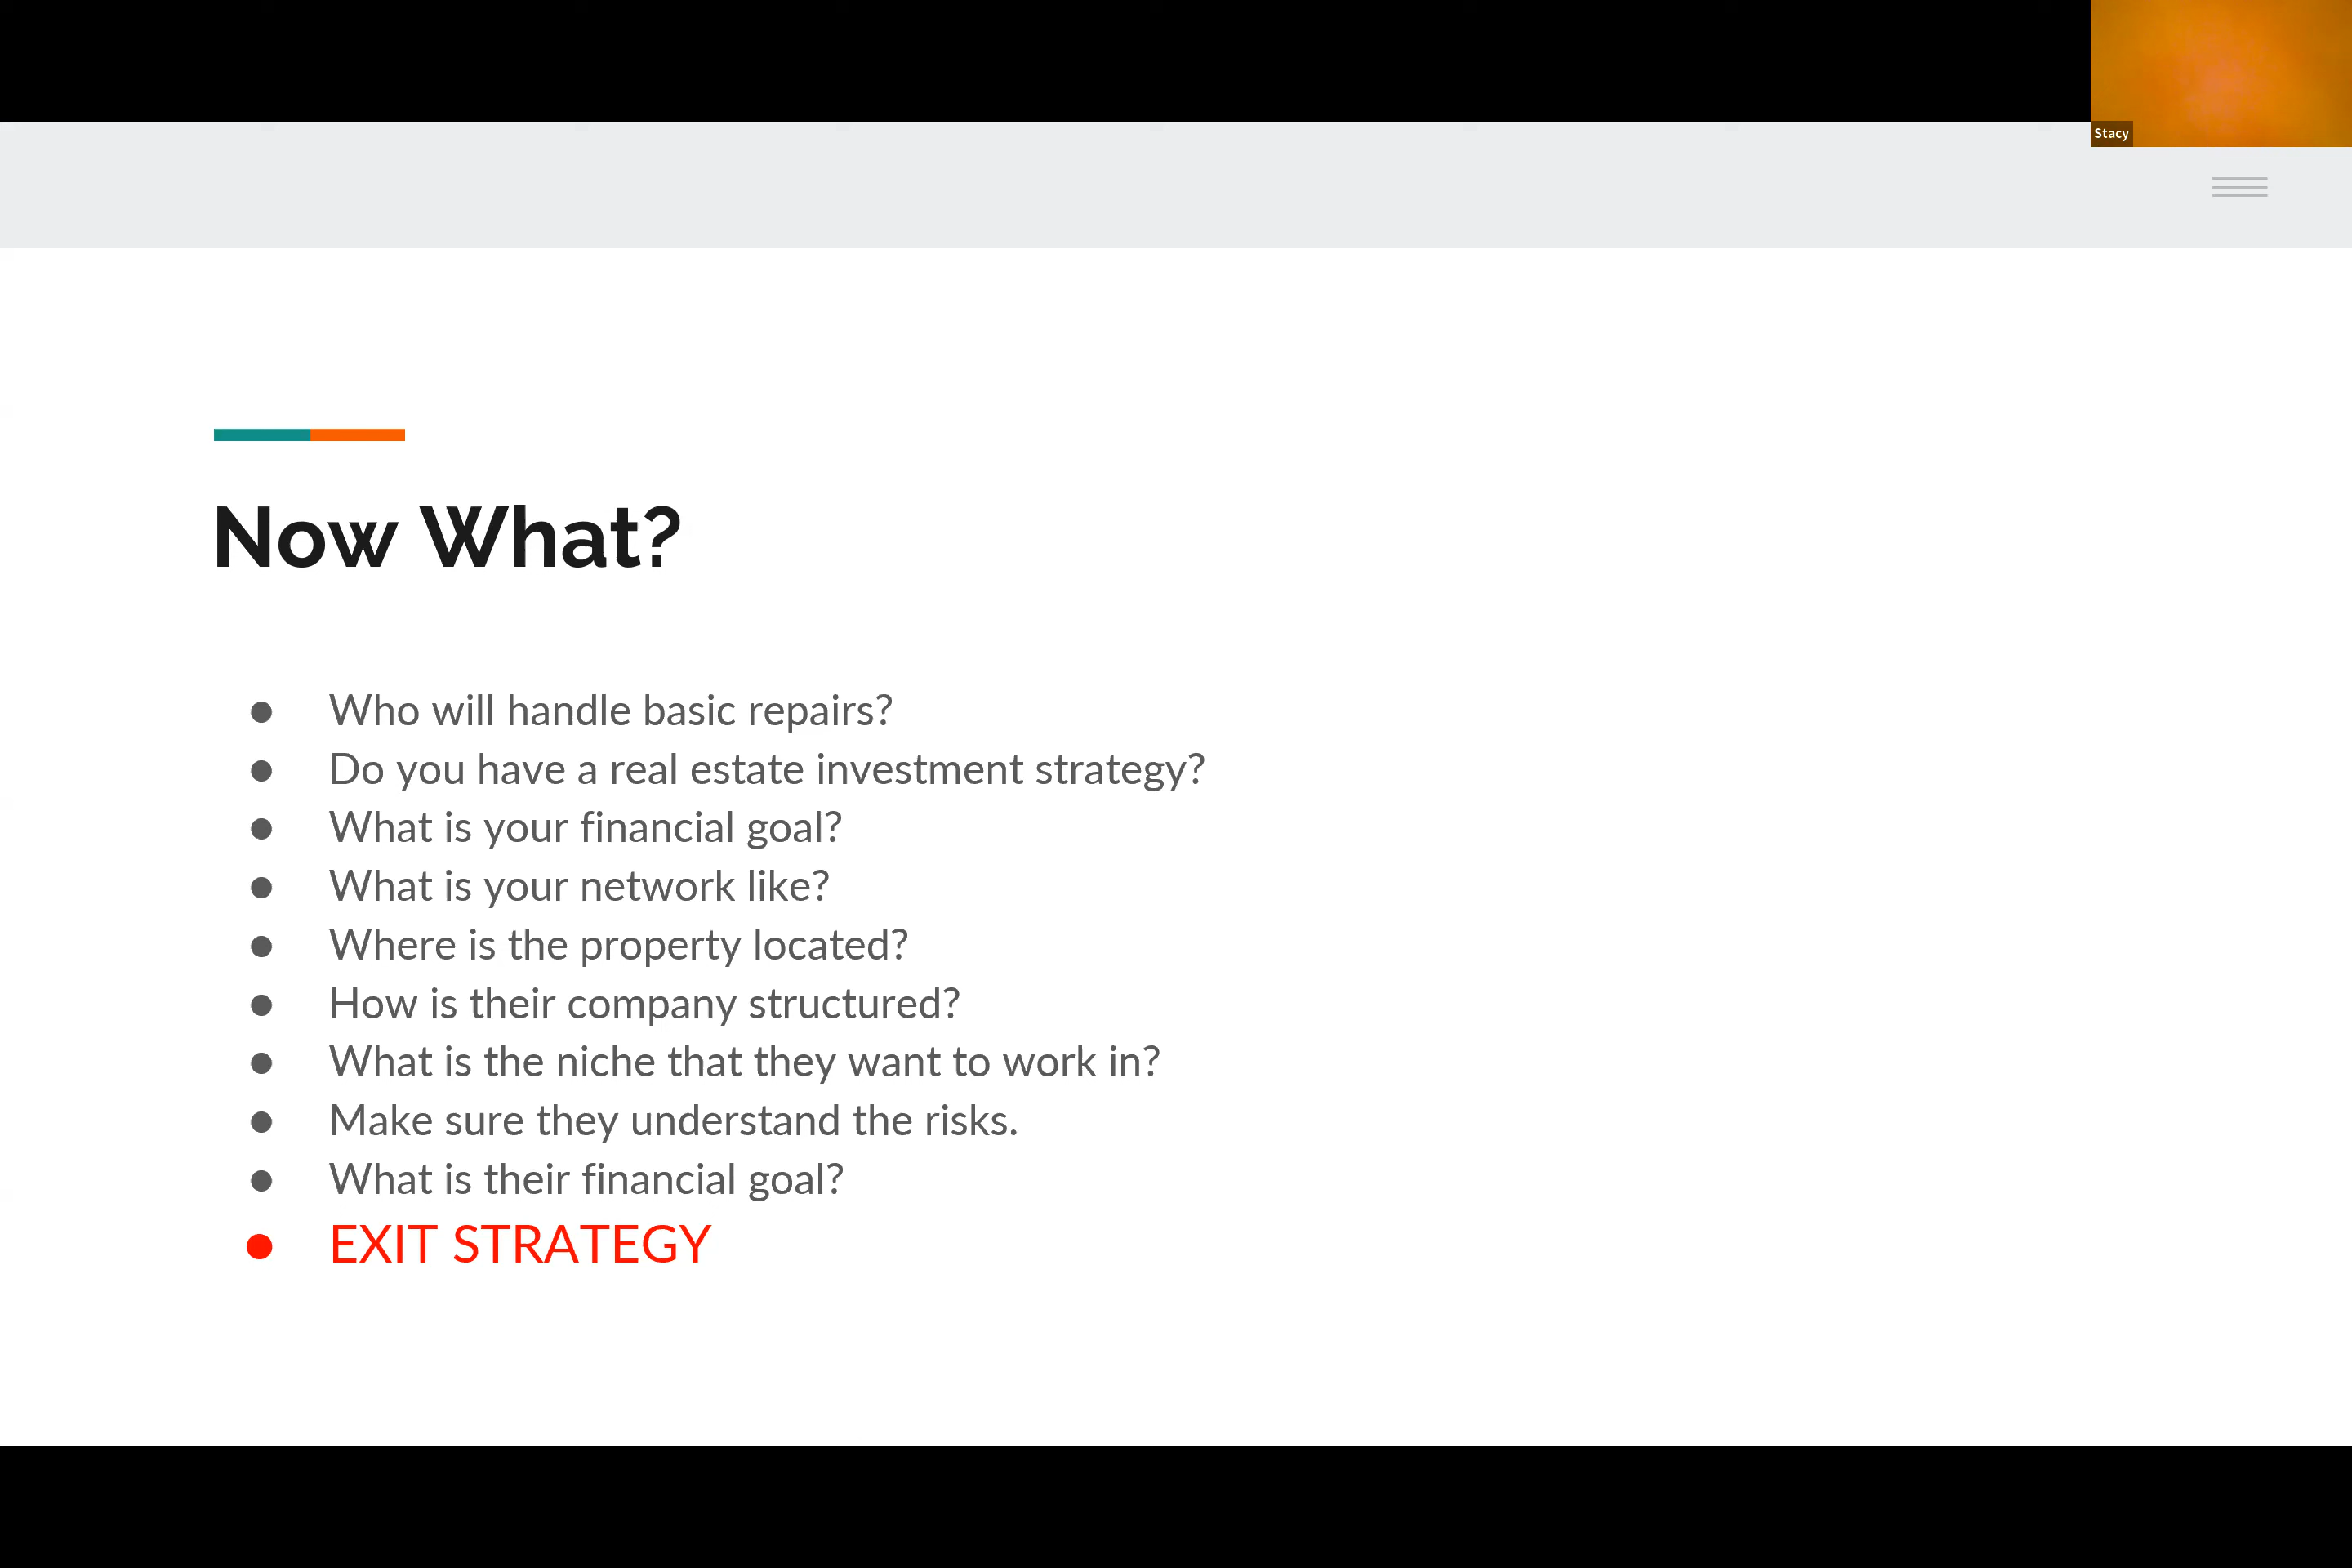 Stacy
Now What?
● Who will handle basic repairs?
● Do you have a real estate investment strategy?
● What is your financial goal?
● What is your network like?
● Where is the property located?
● How is their company structured?
● What is the niche that they want to work in?
● Make sure they understand the risks.
● What is their financial goal?
● EXIT STRATEGY